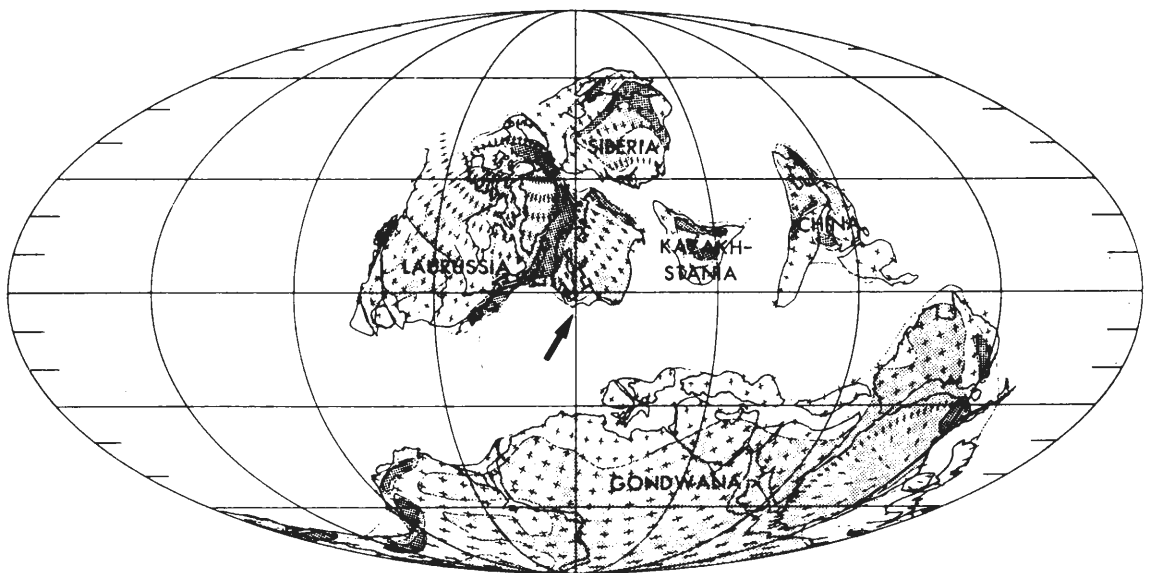 SIBERIA
CHINA
LAURUSSIA
KAZAKH-
STANIA
GONDWANA